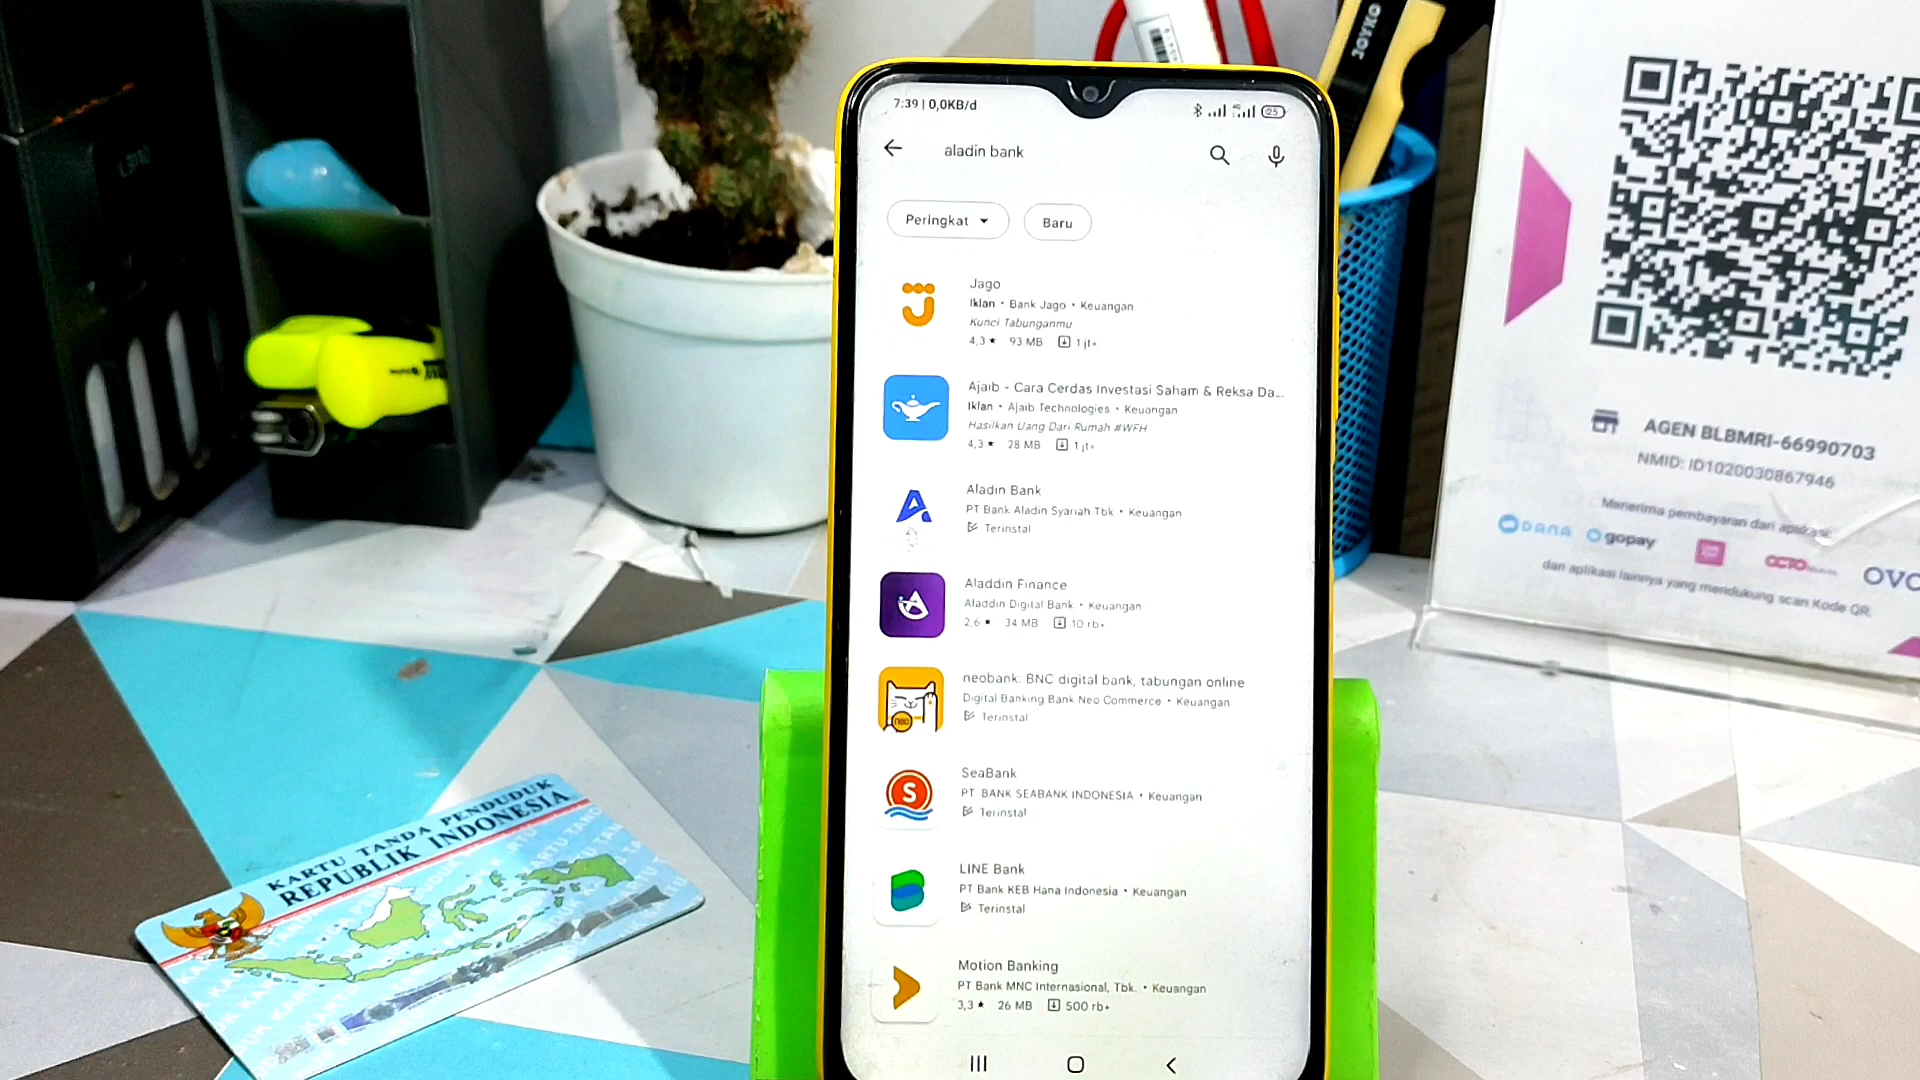 7:39 | 0,0KB/d
25
aladin bank
Peringkat
Baru
Jago
Iklan • Bank Jago • Keuangan
Kunci Tabunganmu
4,3 ★ 93 MB 1 jt+
Ajaib - Cara Cerdas Investasi Saham & Reksa Da...
Iklan • Ajaib Technologies • Keuangan
Hasilkan Uang Dari Rumah #WFH
4,3 ★ 28 MB 1 jt+
Aladin Bank
PT Bank Aladin Syariah Tbk • Keuangan
Terinstal
Aladdin Finance
Aladdin Digital Bank • Keuangan
2,6 ★ 34 MB 10 rb+
neobank: BNC digital bank, tabungan online
Digital Banking Bank Neo Commerce • Keuangan
Terinstal
neo
SeaBank
PT. BANK SEABANK INDONESIA • Keuangan
Terinstal
S
LINE Bank
PT Bank KEB Hana Indonesia • Keuangan
Terinstal
Motion Banking
PT Bank MNC Internasional, Tbk. • Keuangan
3,3 ★ 26 MB 500 rb+
KARTU TANDA PENDUDUK
REPUBLIK INDONESIA
JOYKO
AGEN BLBMRI-66990703
NMID: ID1020030867946
Menerima pembayaran dari aplikasi:
DANA gopay OCTO OVO
dan aplikasi lainnya yang mendukung scan Kode QR.